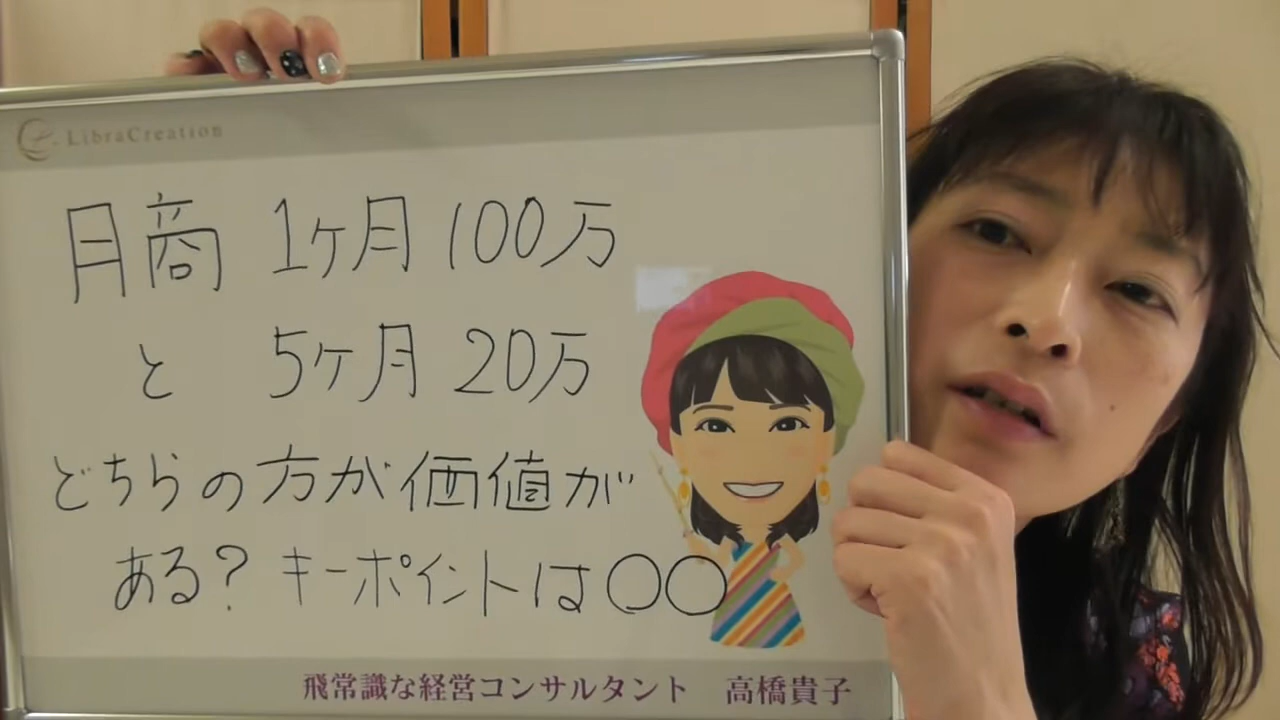 LibraCreation
月商 1ヶ月 100万
と 5ヶ月 20万
どちらの方が価値が
ある? キーポイントは〇〇
飛常識な経営コンサルタント 高橋貴子